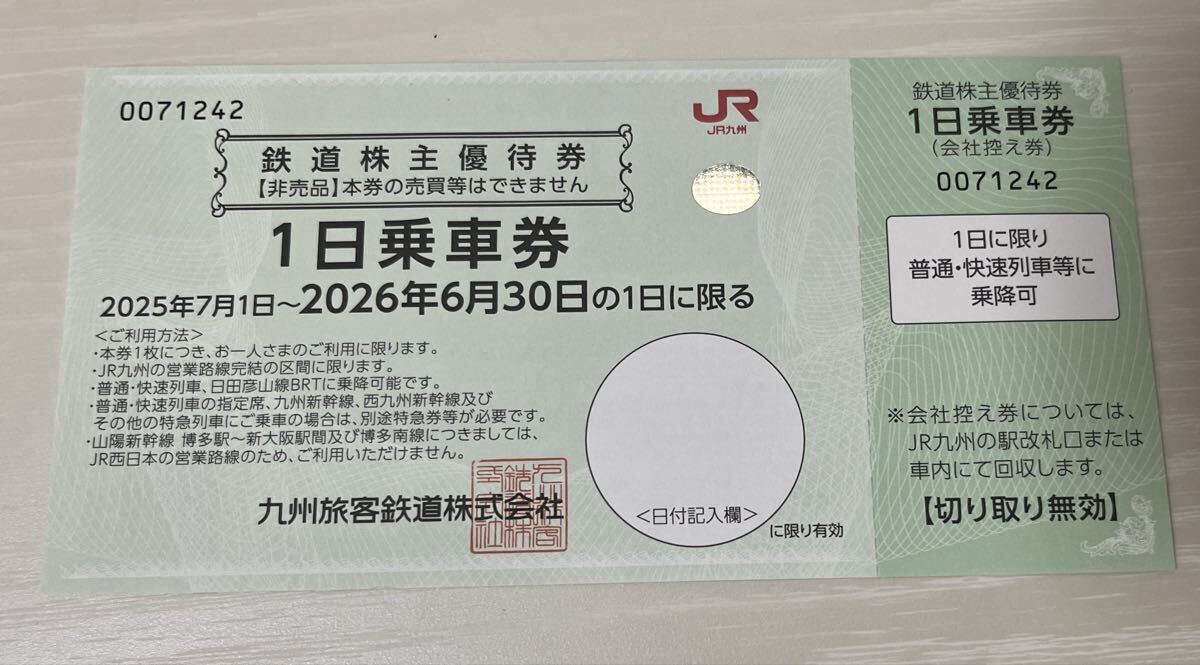 0071242
JR
JR九州
鉄道株主優待券
【非売品】本券の売買等はできません
1日乗車券
2025年7月1日～2026年6月30日の1日に限る
＜ご利用方法＞
・本券1枚につき、お一人さまのご利用に限ります。
・JR九州の営業路線完結の区間に限ります。
・普通・快速列車、日田彦山線BRTに乗降可能です。
・普通・快速列車の指定席、九州新幹線、西九州新幹線及び
その他の特急列車にご乗車の場合は、別途特急券等が必要です。
・山陽新幹線 博多駅～新大阪駅間及び博多南線につきましては、
JR西日本の営業路線のため、ご利用いただけません。
九州旅客鉄道株式会社
＜日付記入欄＞
に限り有効
鉄道株主優待券
1日乗車券
(会社控え券)
0071242
1日に限り
普通・快速列車等に
乗降可
※会社控え券については、
JR九州の駅改札口または
車内にて回収します。
【切り取り無効】